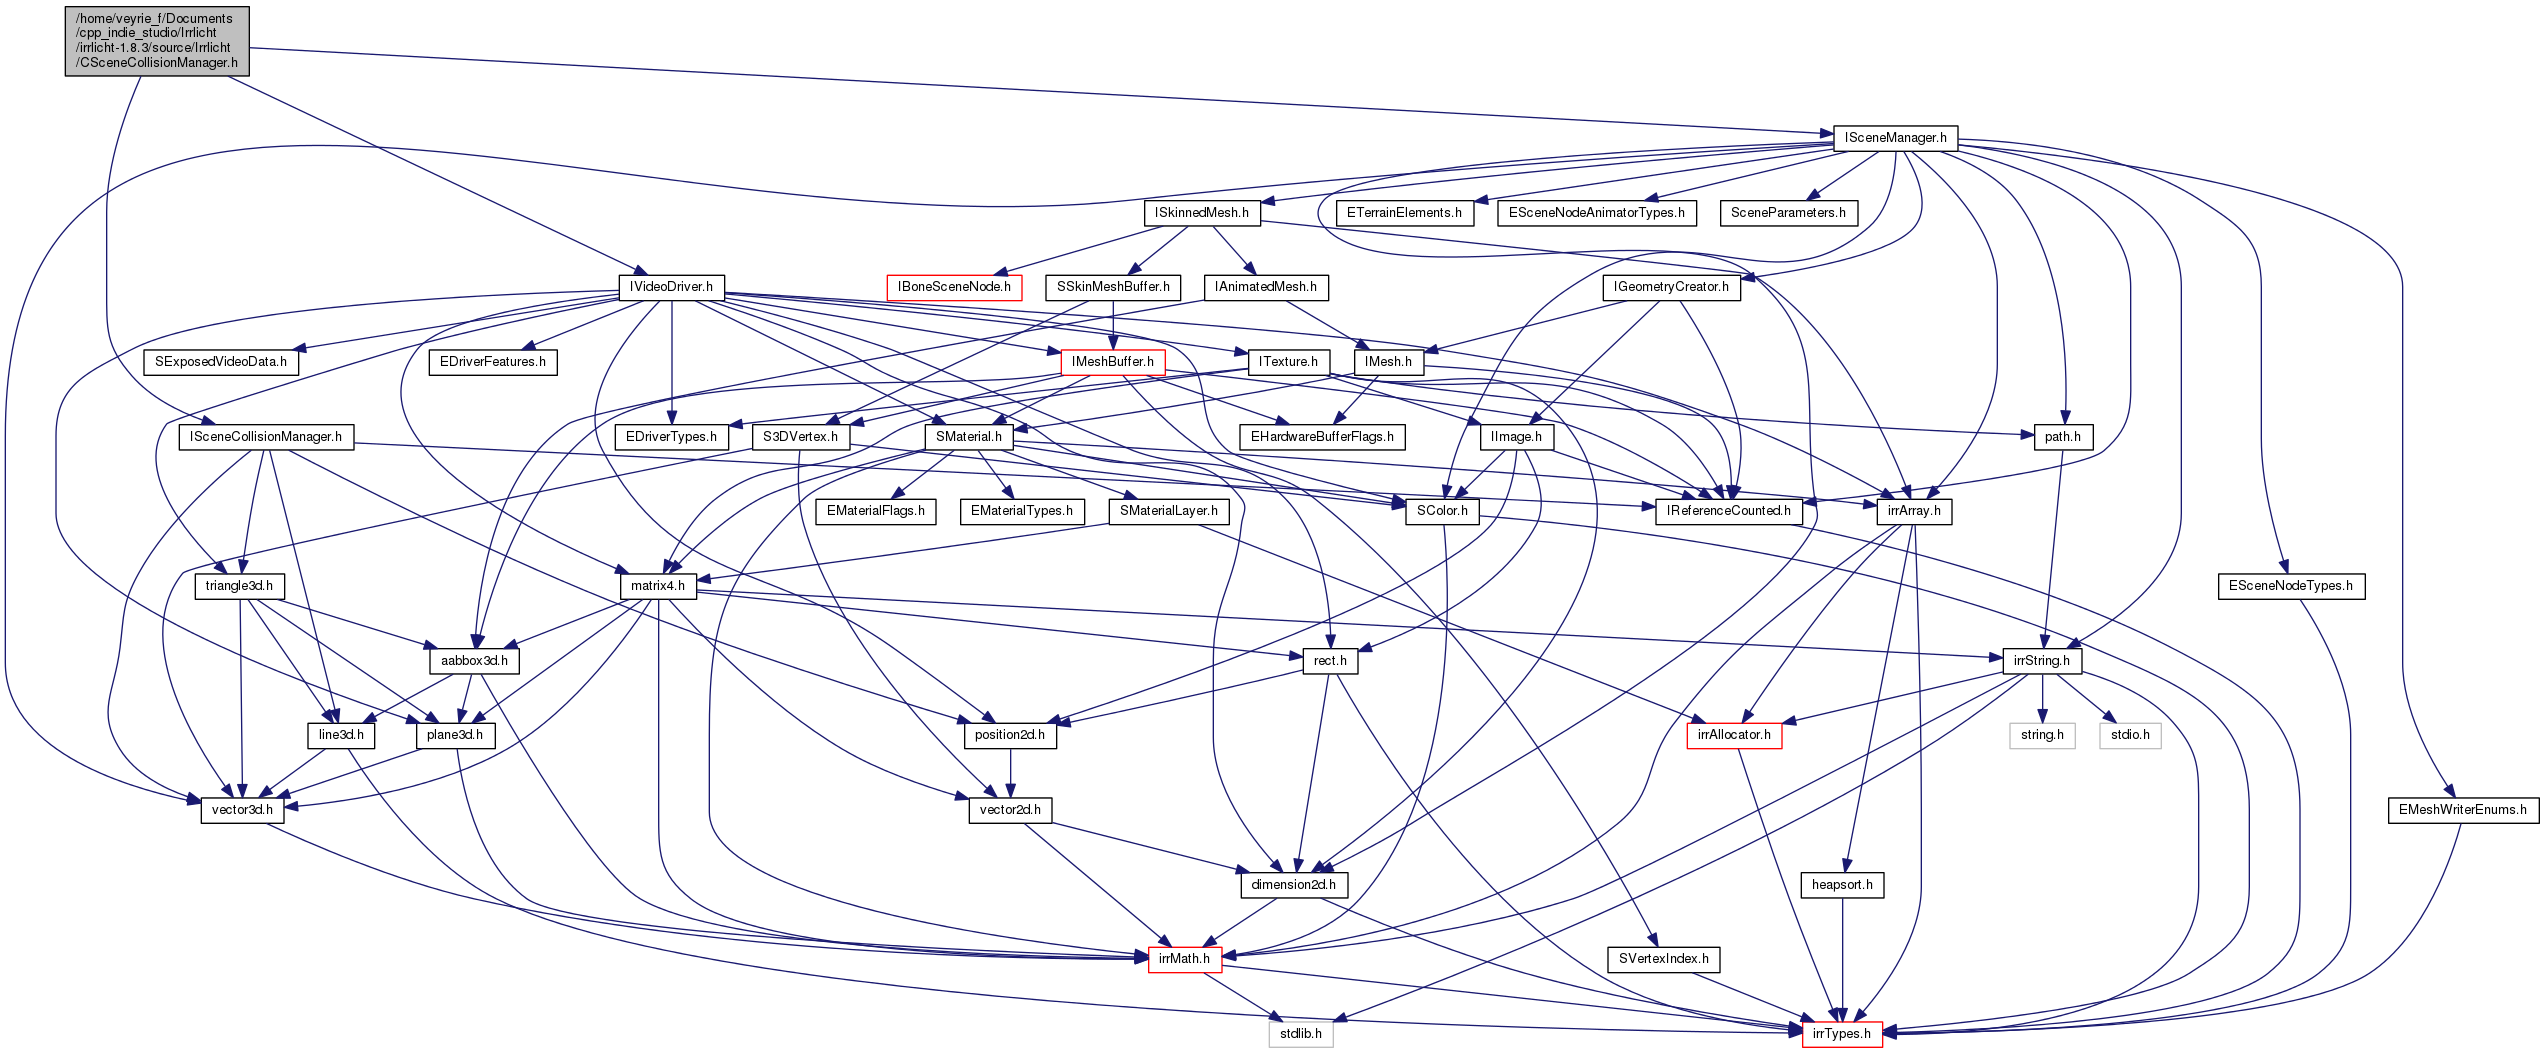 /home/veyrie_f/Documents
/cpp_indie_studio/Irrlicht
/irrlicht-1.8.3/source/Irrlicht
/CSceneCollisionManager.h
ISceneManager.h
ISkinnedMesh.h
ETerrainElements.h
ESceneNodeAnimatorTypes.h
SceneParameters.h
IVideoDriver.h
IBoneSceneNode.h
SSkinMeshBuffer.h
IAnimatedMesh.h
IGeometryCreator.h
SExposedVideoData.h
EDriverFeatures.h
IMeshBuffer.h
ITexture.h
IMesh.h
ISceneCollisionManager.h
EDriverTypes.h
S3DVertex.h
SMaterial.h
EHardwareBufferFlags.h
IImage.h
path.h
EMaterialFlags.h
EMaterialTypes.h
SMaterialLayer.h
SColor.h
IReferenceCounted.h
irrArray.h
triangle3d.h
matrix4.h
ESceneNodeTypes.h
aabbox3d.h
rect.h
irrString.h
line3d.h
plane3d.h
position2d.h
irrAllocator.h
string.h
stdio.h
vector3d.h
vector2d.h
EMeshWriterEnums.h
dimension2d.h
heapsort.h
irrMath.h
SVertexIndex.h
stdlib.h
irrTypes.h